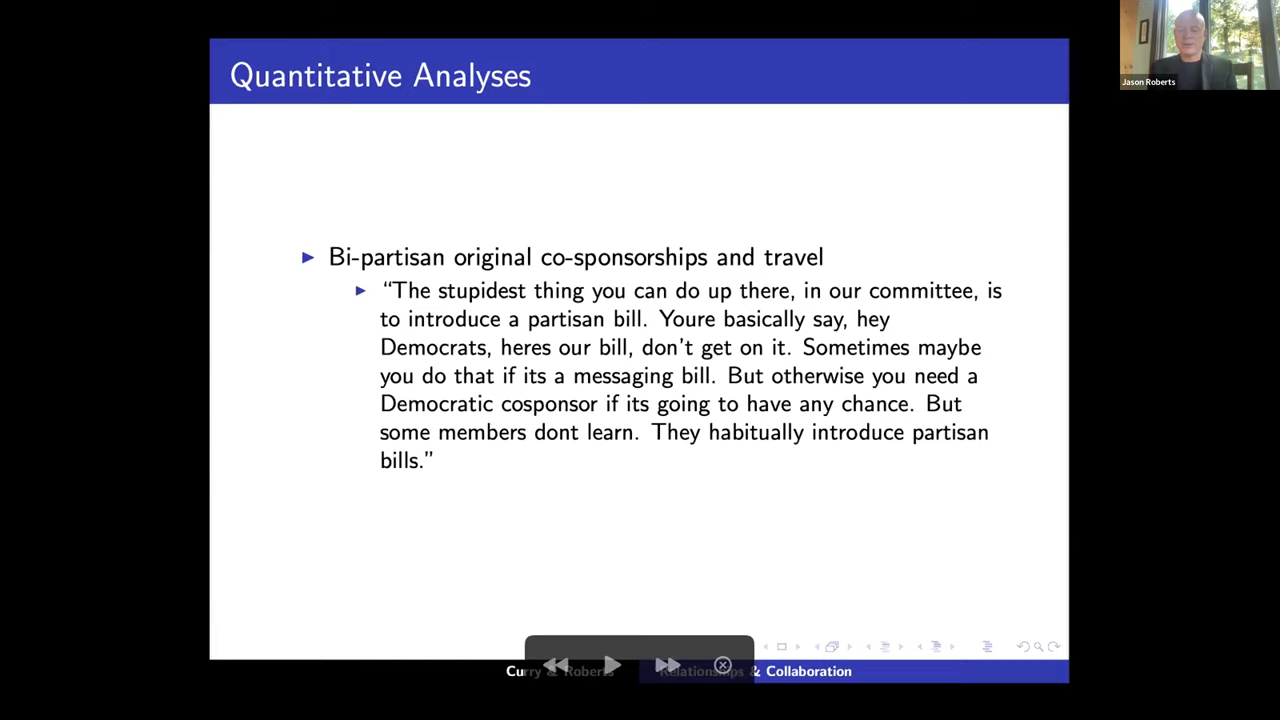 Quantitative Analyses
Jason Roberts
Bi-partisan original co-sponsorships and travel
“The stupidest thing you can do up there, in our committee, is
to introduce a partisan bill. Youre basically say, hey
Democrats, heres our bill, don't get on it. Sometimes maybe
you do that if its a messaging bill. But otherwise you need a
Democratic cosponsor if its going to have any chance. But
some members dont learn. They habitually introduce partisan
bills.”
Curry & Roberts
Relationships & Collaboration